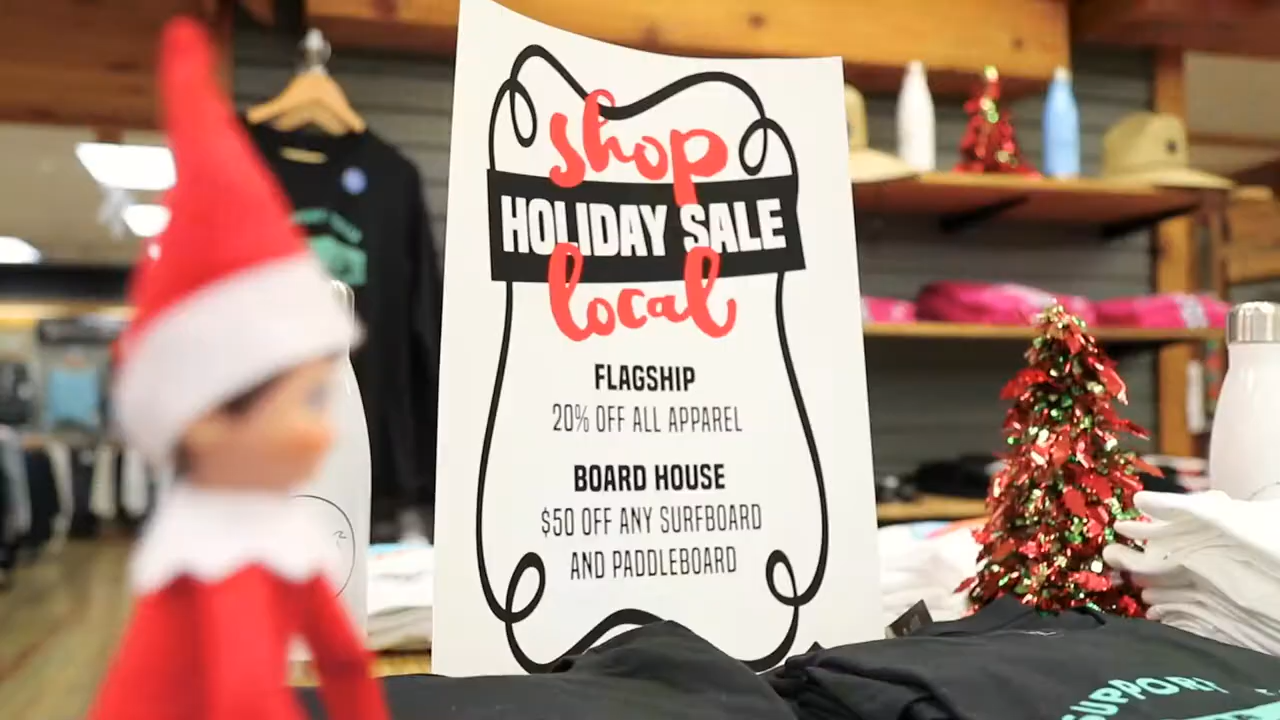 shop
HOLIDAY SALE
local
FLAGSHIP
20% OFF ALL APPAREL
BOARD HOUSE
$50 OFF ANY SURFBOARD
AND PADDLEBOARD
SUPPORT